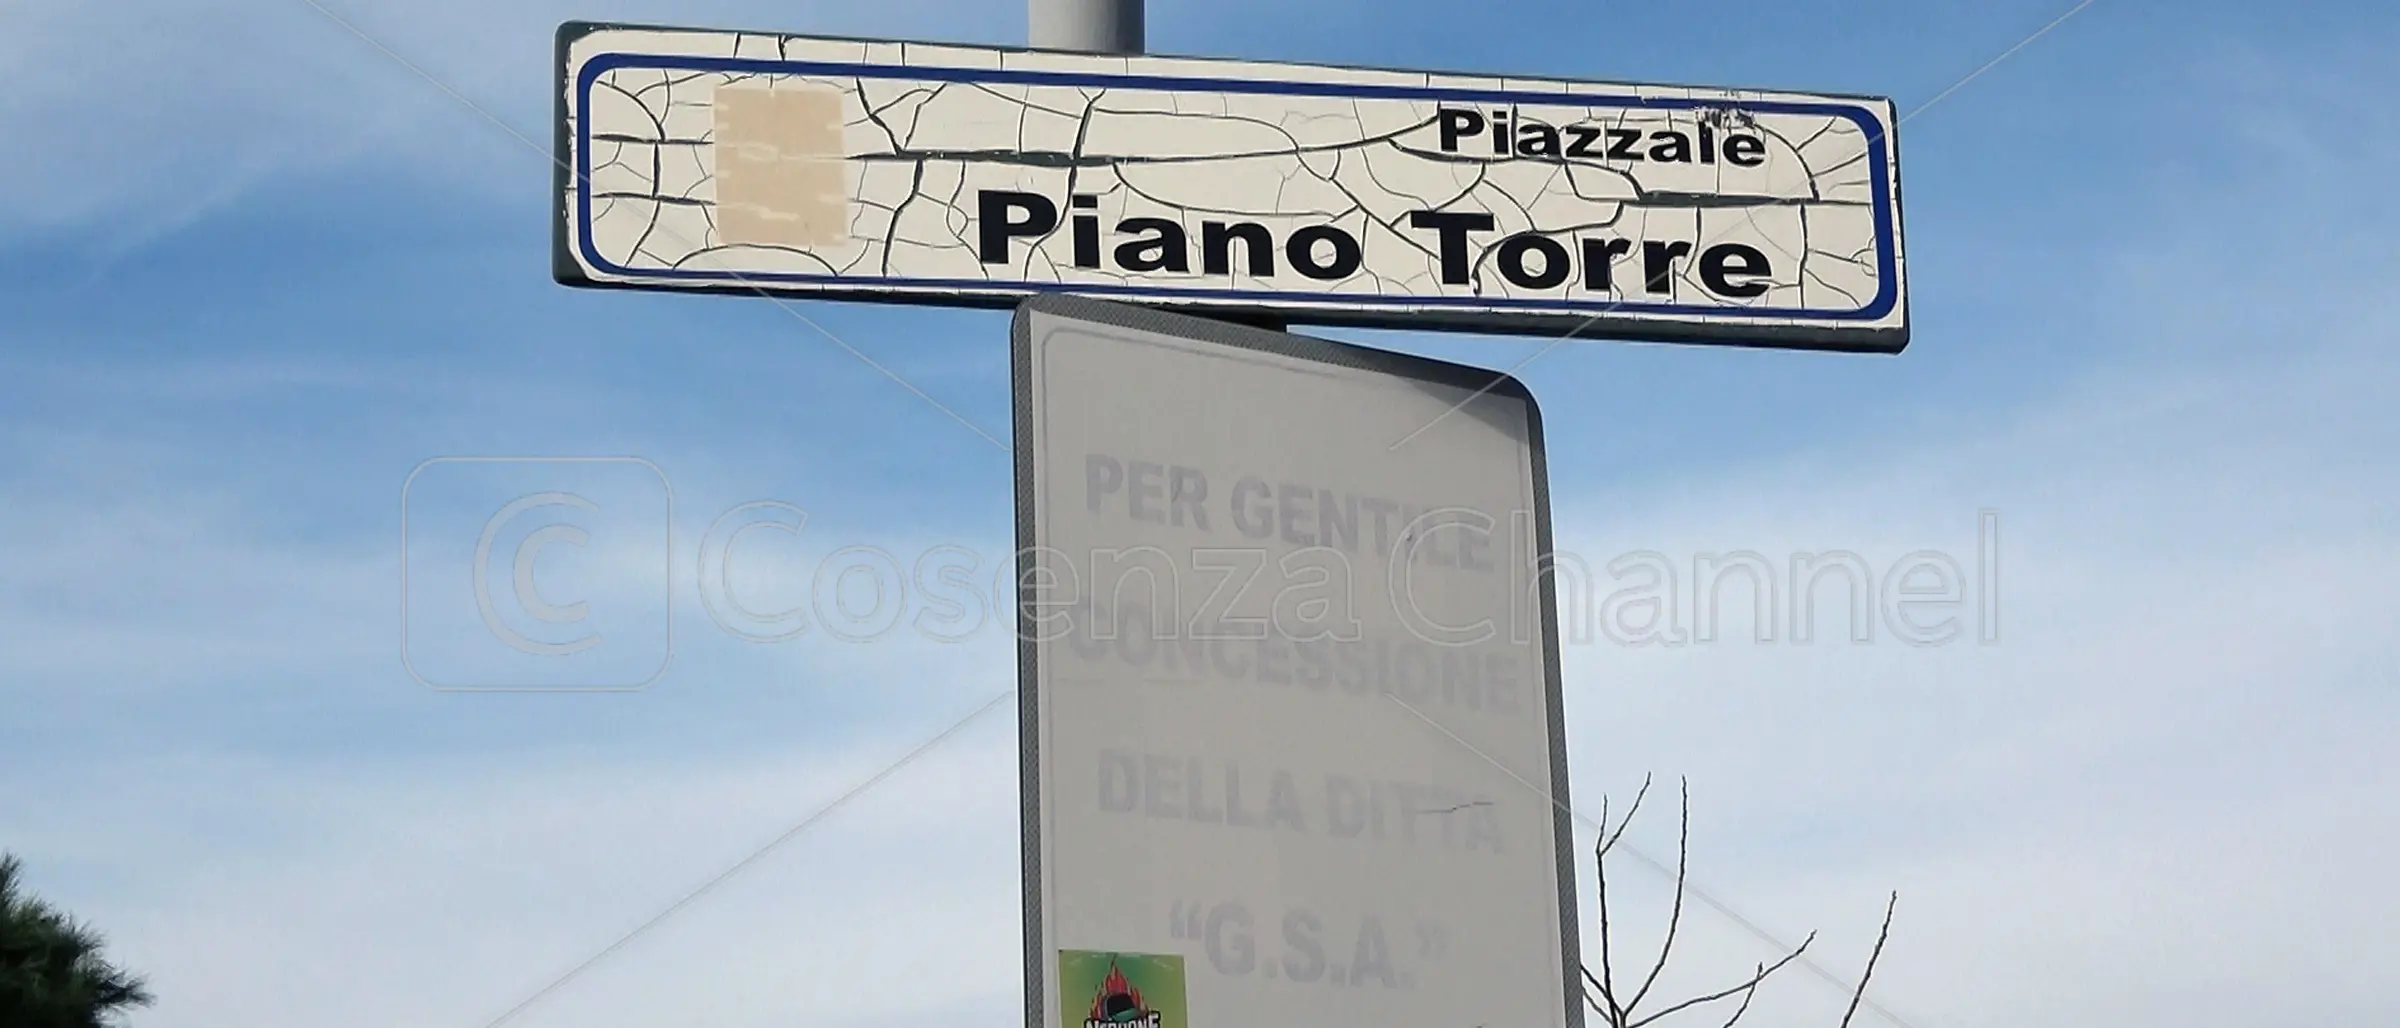 Piazzale
Piano Torre
PER GENTILE
CONCESSIONE
DELLA DITTA
“G.S.A.”
C Cosenza Channel